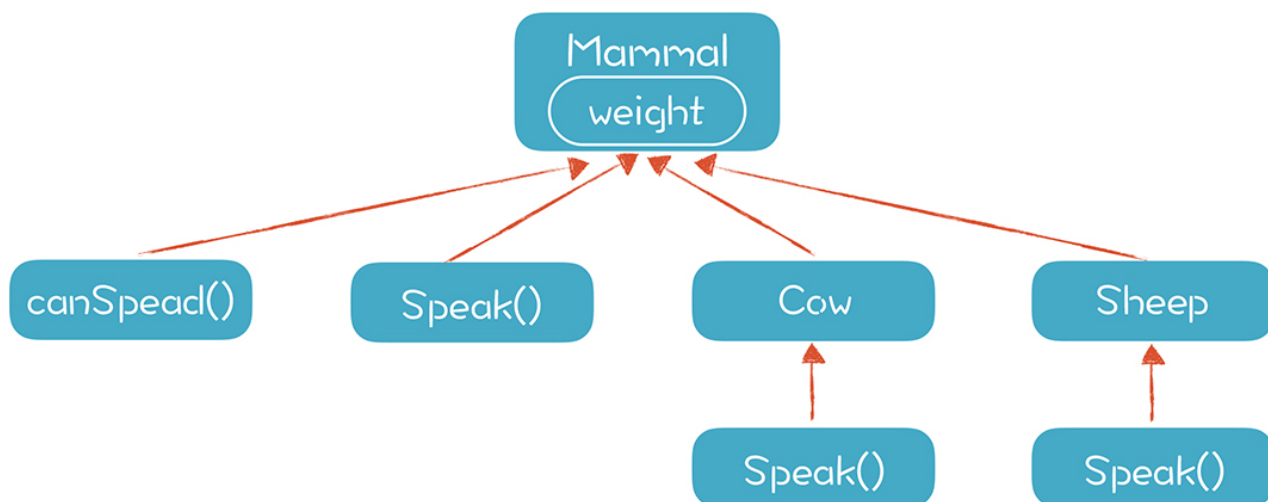 Mammal
weight
canSpead()
Speak()
Cow
Sheep
Speak()
Speak()